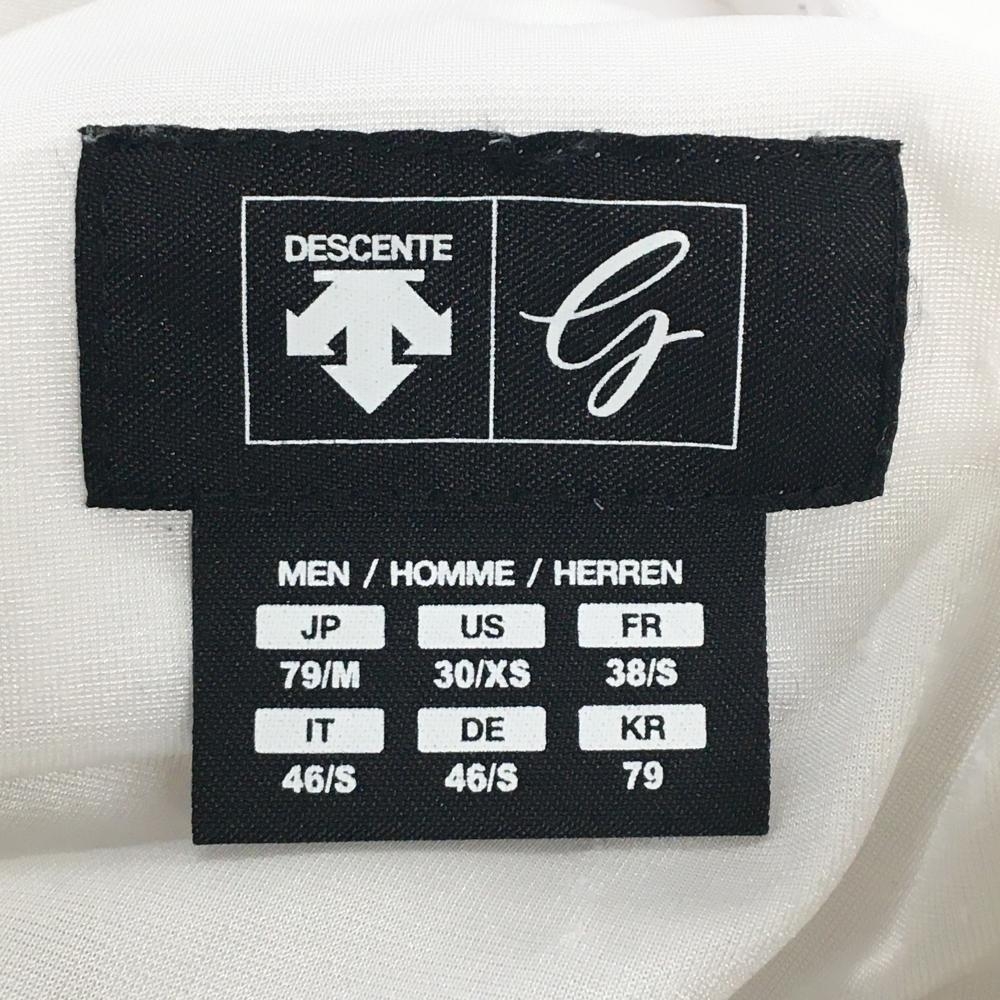 DESCENTE
G
MEN / HOMME / HERREN
JP US FR
79/M 30/XS 38/S
IT DE KR
46/S 46/S 79